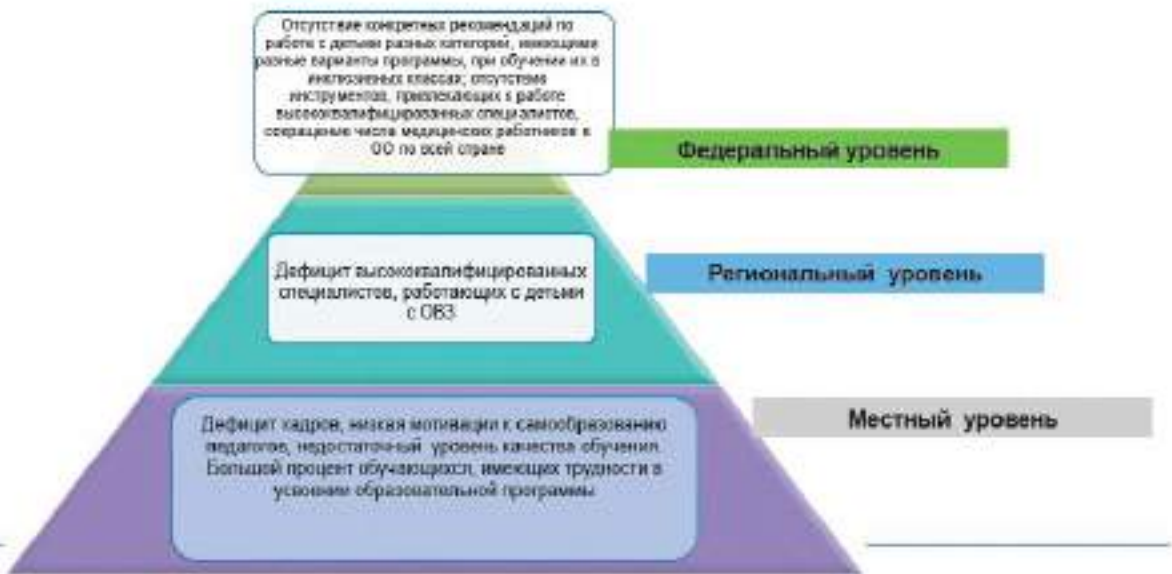 Отсутствие конкретных рекомендаций по
работе с детьми разных категорий, имеющими
разные варианты программы, при обучении их в
инклюзивных классах; отсутствие
инструментов, привлекающих к работе
высококвалифицированных специалистов,
сокращение числа медицинских работников в
ОО по всей стране
Федеральный уровень
Дефицит высококвалифицированных
специалистов, работающих с детьми
с ОВЗ
Региональный уровень
Дефицит кадров, низкая мотивации к самообразованию
педагогов, недостаточный уровень качества обучения.
Большой процент обучающихся, имеющих трудности в
усвоении образовательной программы
Местный уровень